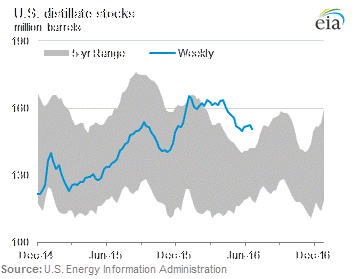 U.S. distillate stocks
million barrels
eia
190
5-yr Range
Weekly
160
130
100
Dec-14
Jun-15
Dec-15
Jun-16
Dec-16
Source: U.S. Energy Information Administration